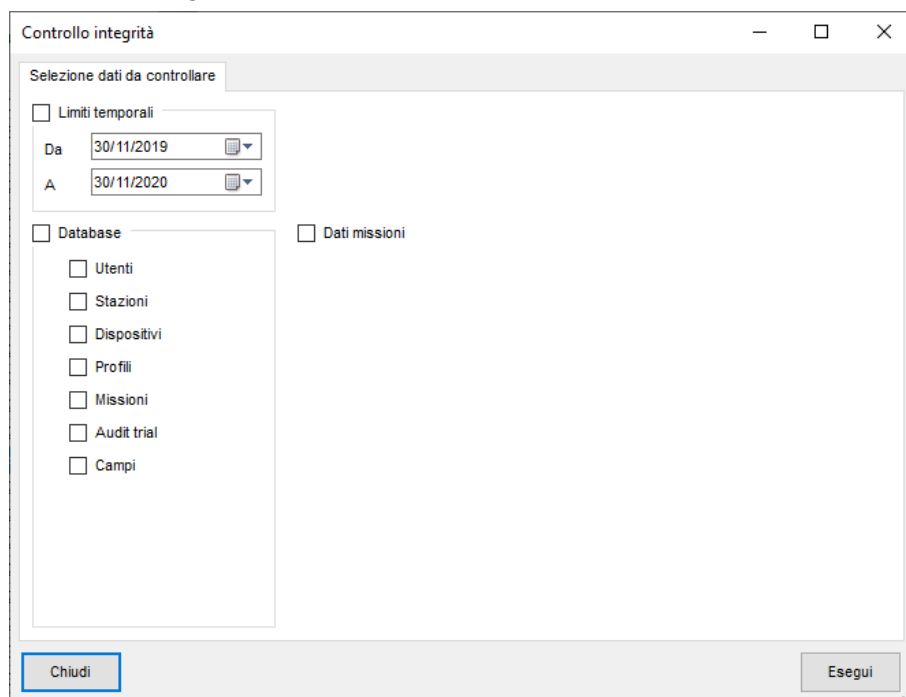 Controllo integrità
Selezione dati da controllare
Limiti temporali
Da 30/11/2019
A 30/11/2020
Database
Dati missioni
Utenti
Stazioni
Dispositivi
Profili
Missioni
Audit trial
Campi
Chiudi
Esegui